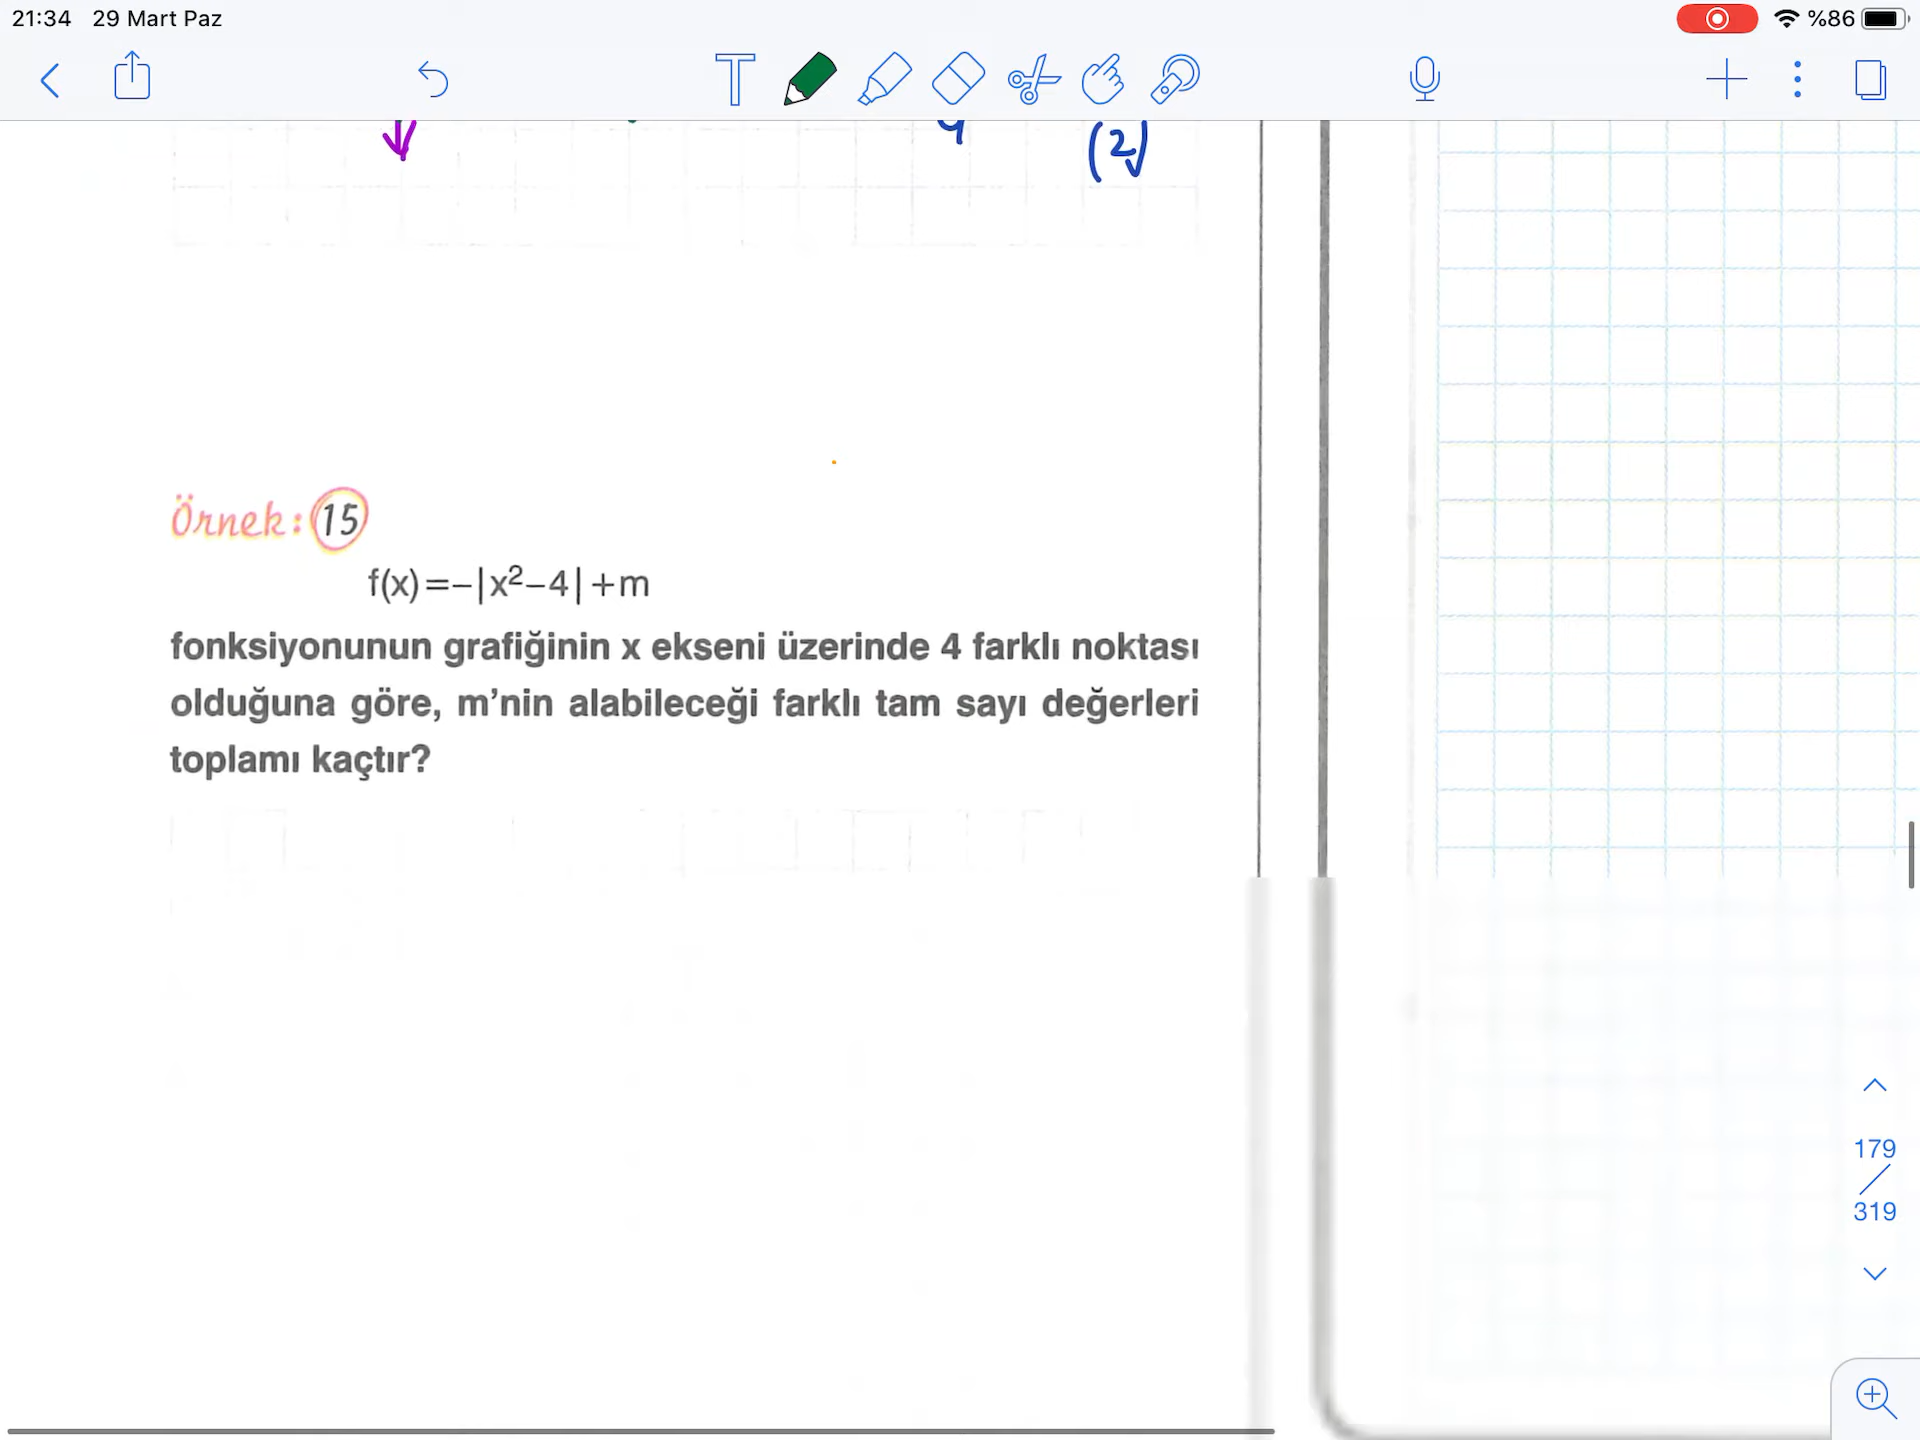 21:34 29 Mart Paz %86
T
(2)
Örnek: 15
f(x)=-|x²-4|+m
fonksiyonunun grafiğinin x ekseni üzerinde 4 farklı noktası
olduğuna göre, m'nin alabileceği farklı tam sayı değerleri
toplamı kaçtır?
179
319